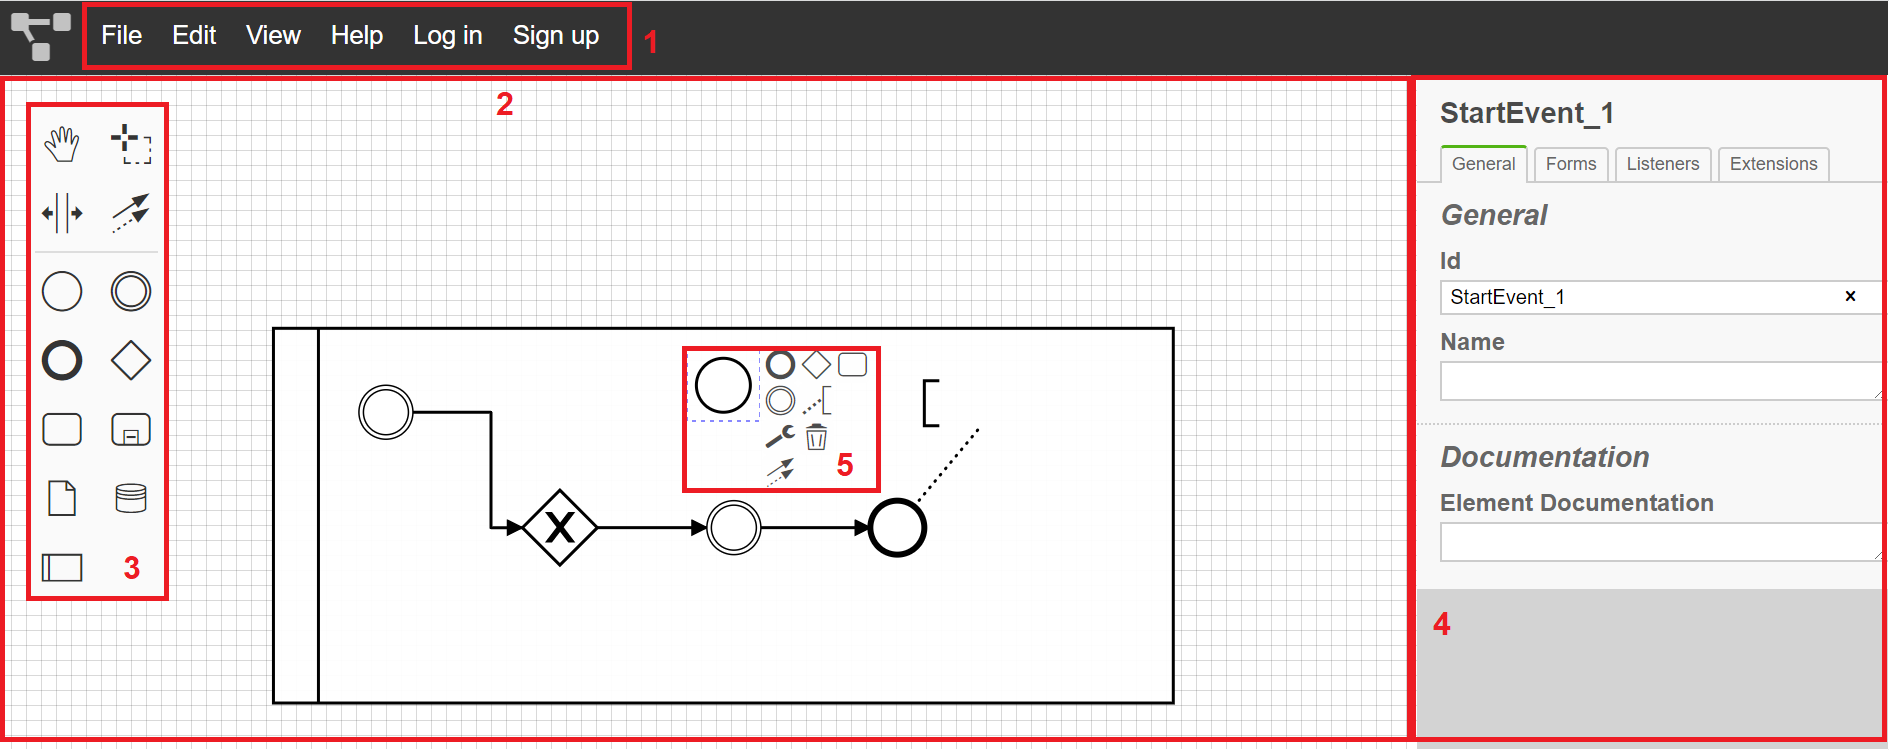 File Edit View Help Log in Sign up 1
2
3
5
StartEvent_1
General Forms Listeners Extensions
General
Id
StartEvent_1 x
Name
Documentation
Element Documentation
4